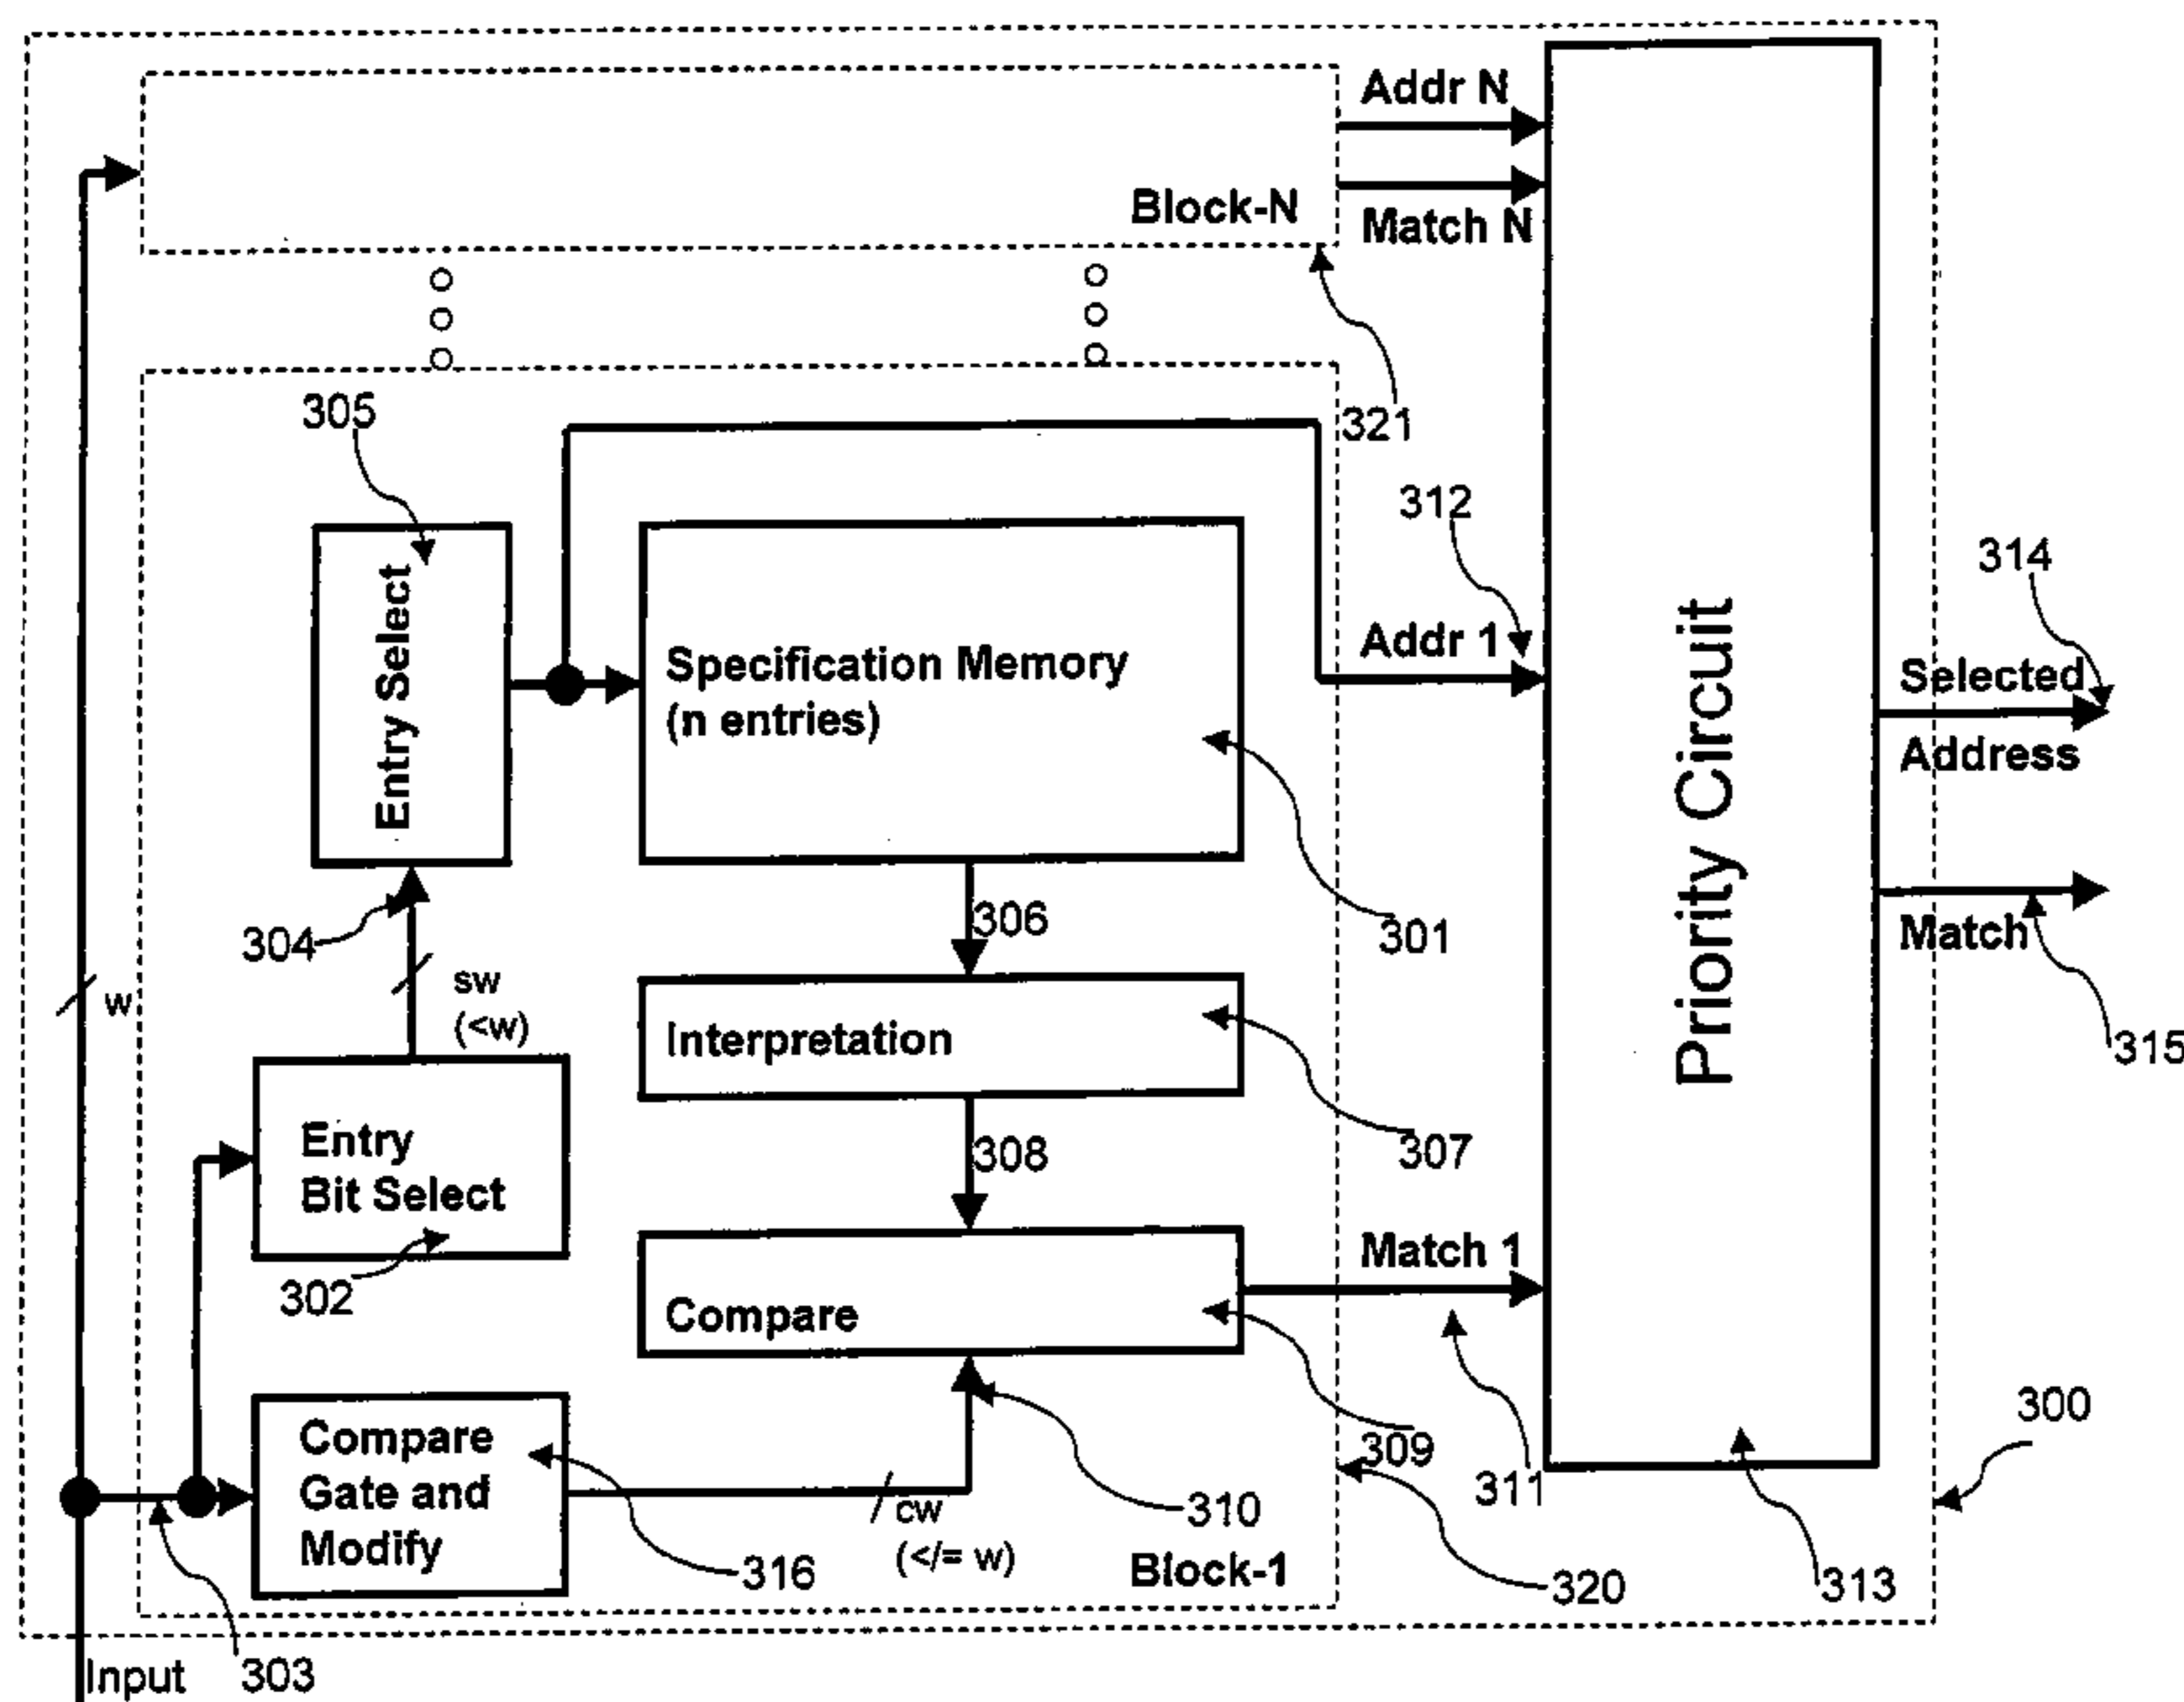 Addr N
Block-N
Match N
321
305
312
314
Entry Select
Specification Memory
(n entries)
Addr 1
Priority Circuit
Selected
Address
304
306
301
Match
w
sw
(<w)
Interpretation
315
Entry
Bit Select
308
307
302
Compare
Match 1
300
Compare
Gate and
Modify
309
311
cw
(</= w)
310
316
Block-1
320
313
Input
303